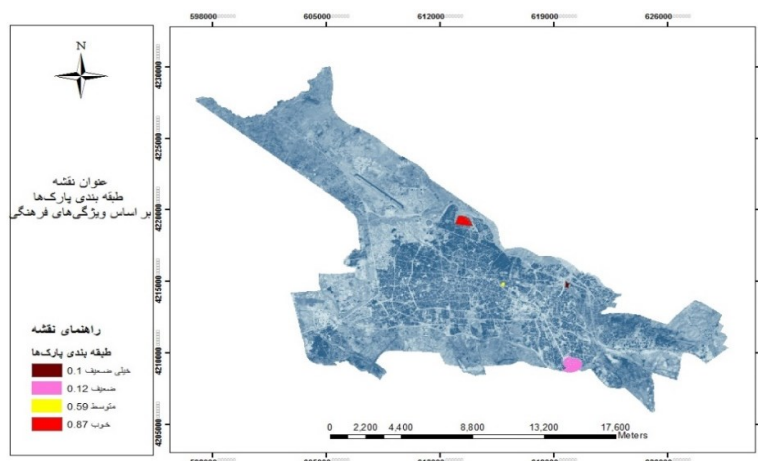 598000 605000 612000 619000 626000
N
عنوان نقشه
طبقه بندی پارک‌ها
بر اساس ویژگی‌های فرهنگی
راهنمای نقشه
طبقه بندی پارک‌ها
خیلی ضعیف 0.1
ضعیف 0.12
متوسط 0.59
خوب 0.87
4230000
4225000
4220000
4215000
4210000
4205000
0 2,200 4,400 8,800 13,200 17,600
Meters